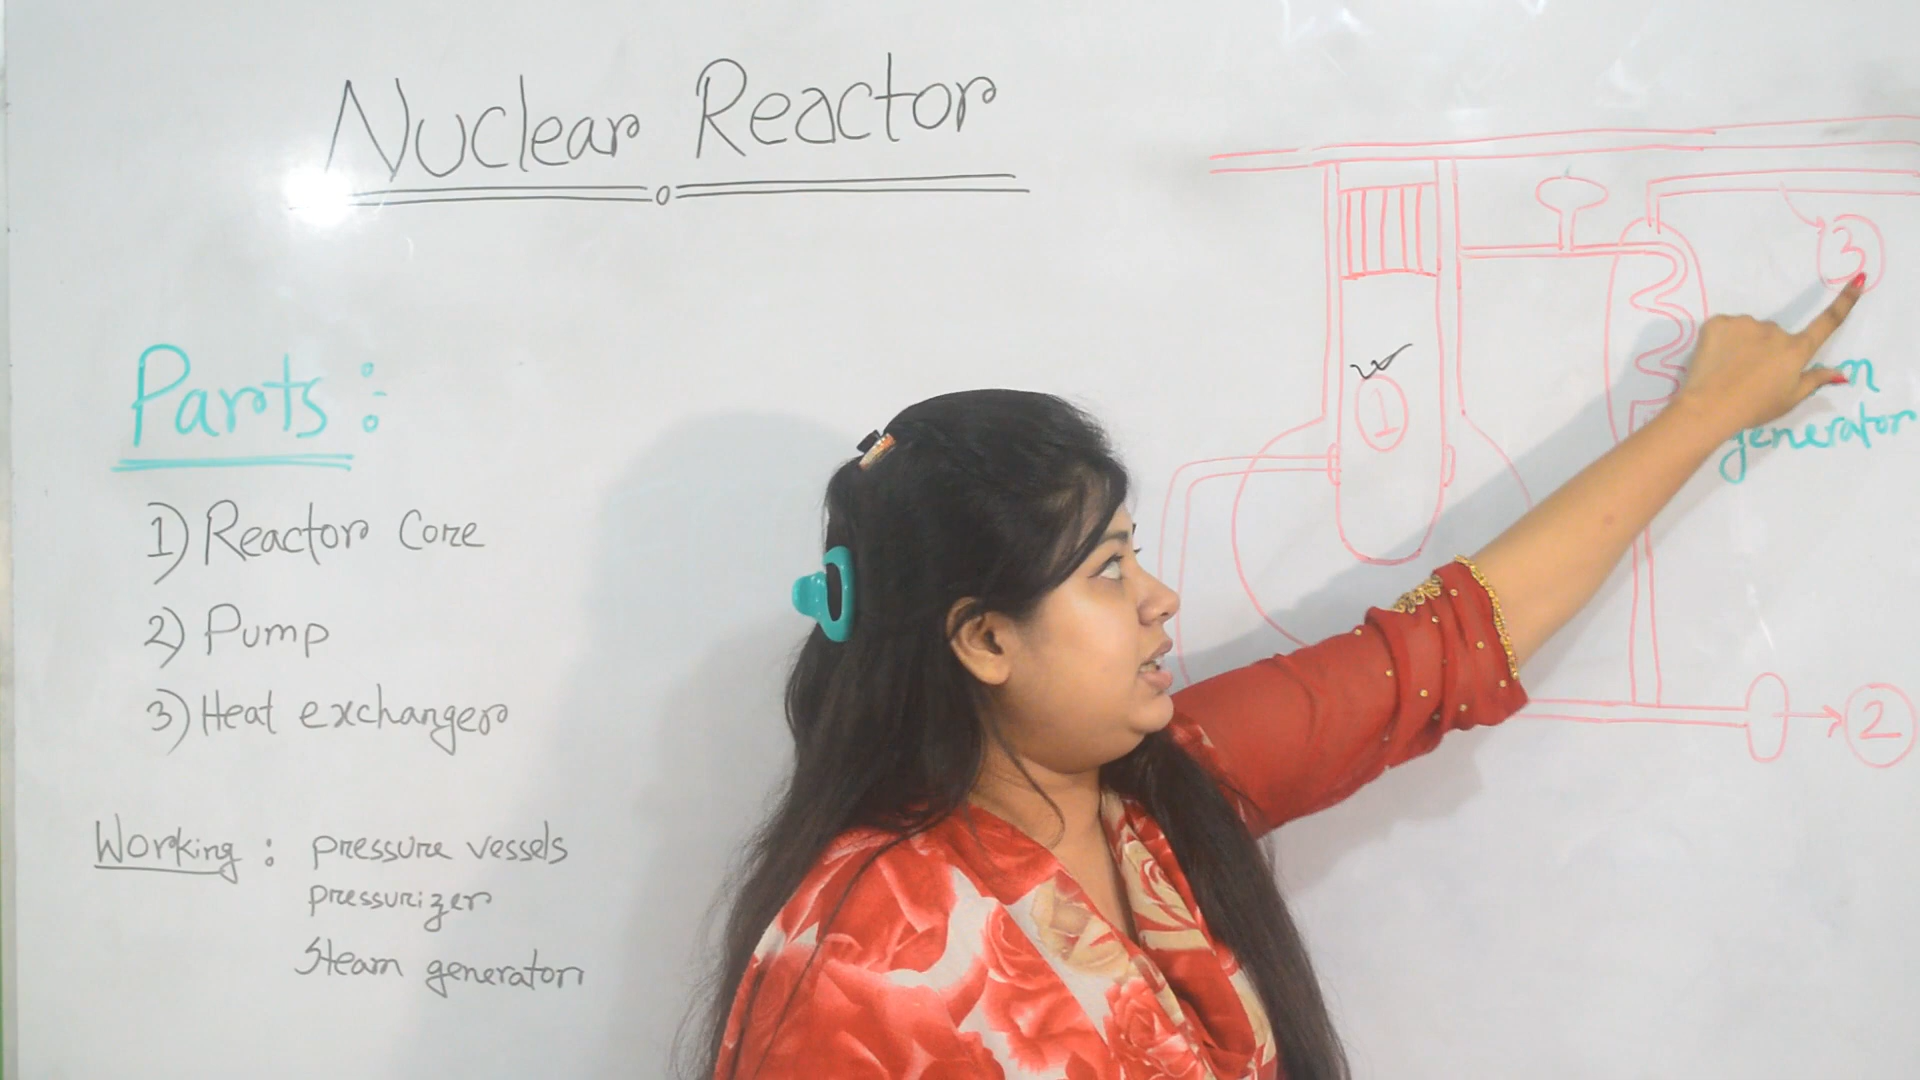 Nuclear Reactor
Parts:
1) Reactor Core
2) Pump
3) Heat exchanger
Working: pressure vessels
pressurizer
Steam generator
3
1
generator
2